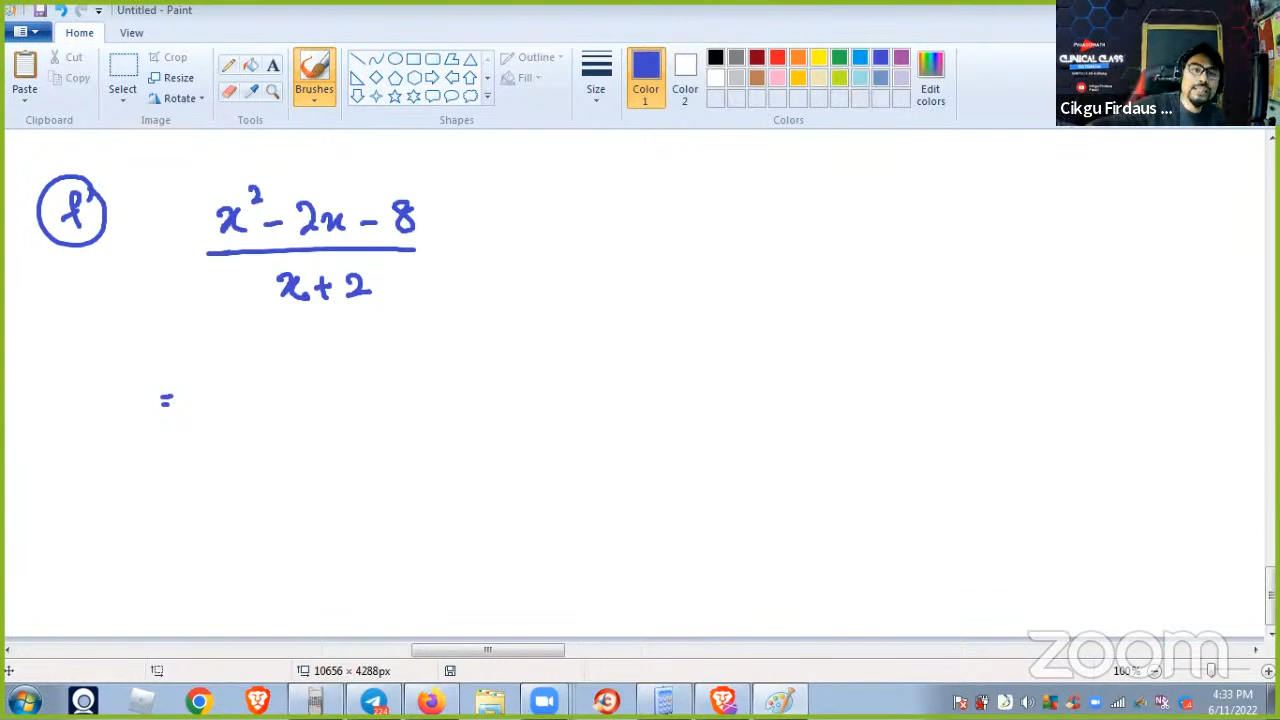 Untitled - Paint
Home View
Paste
Cut
Copy
Clipboard
Select
Crop
Resize
Rotate
Image
A
Tools
Brushes
Outline
Fill
Shapes
Size
Color 1
Color 2
Edit colors
Colors
CLINICAL CLASS
Cikgu Firdaus ...
f'
x² - 2x - 8
x + 2
=
10656 × 4288px
100%
zoom
724
4:33 PM
6/11/2022